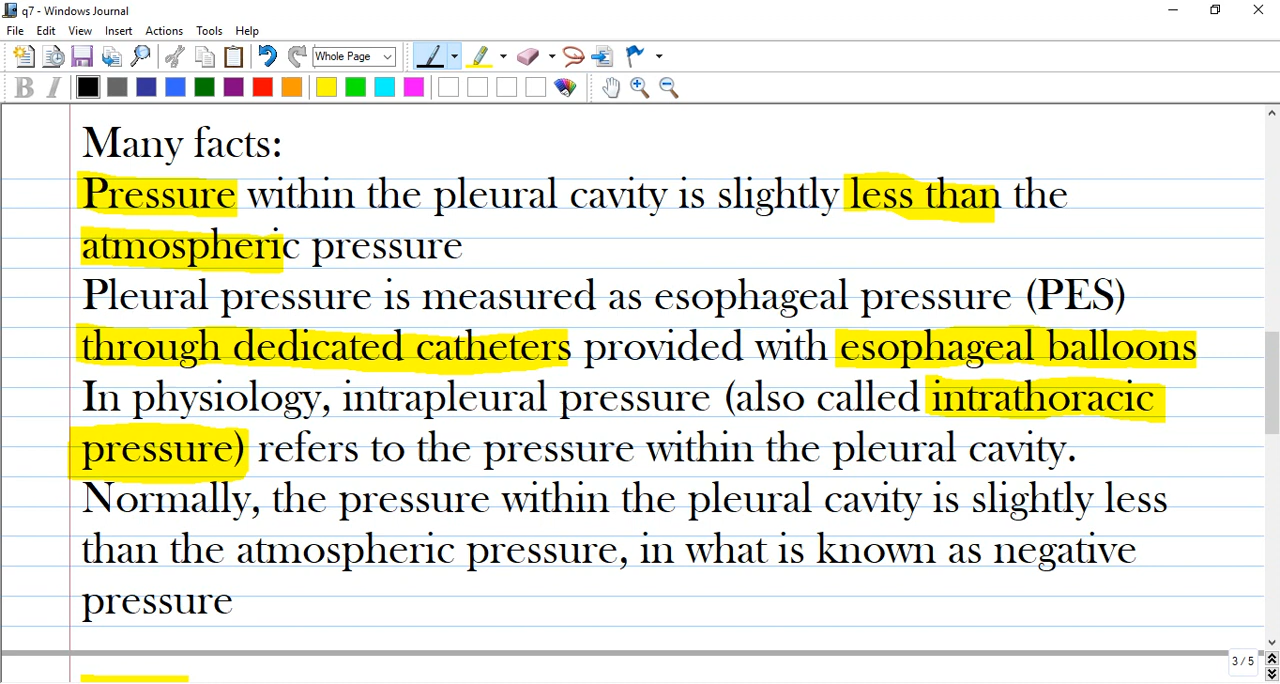 q7 - Windows Journal
File Edit View Insert Actions Tools Help
Whole Page
B I
Many facts:
Pressure within the pleural cavity is slightly less than the
atmospheric pressure
Pleural pressure is measured as esophageal pressure (PES)
through dedicated catheters provided with esophageal balloons
In physiology, intrapleural pressure (also called intrathoracic
pressure) refers to the pressure within the pleural cavity.
Normally, the pressure within the pleural cavity is slightly less
than the atmospheric pressure, in what is known as negative
pressure
3 / 5